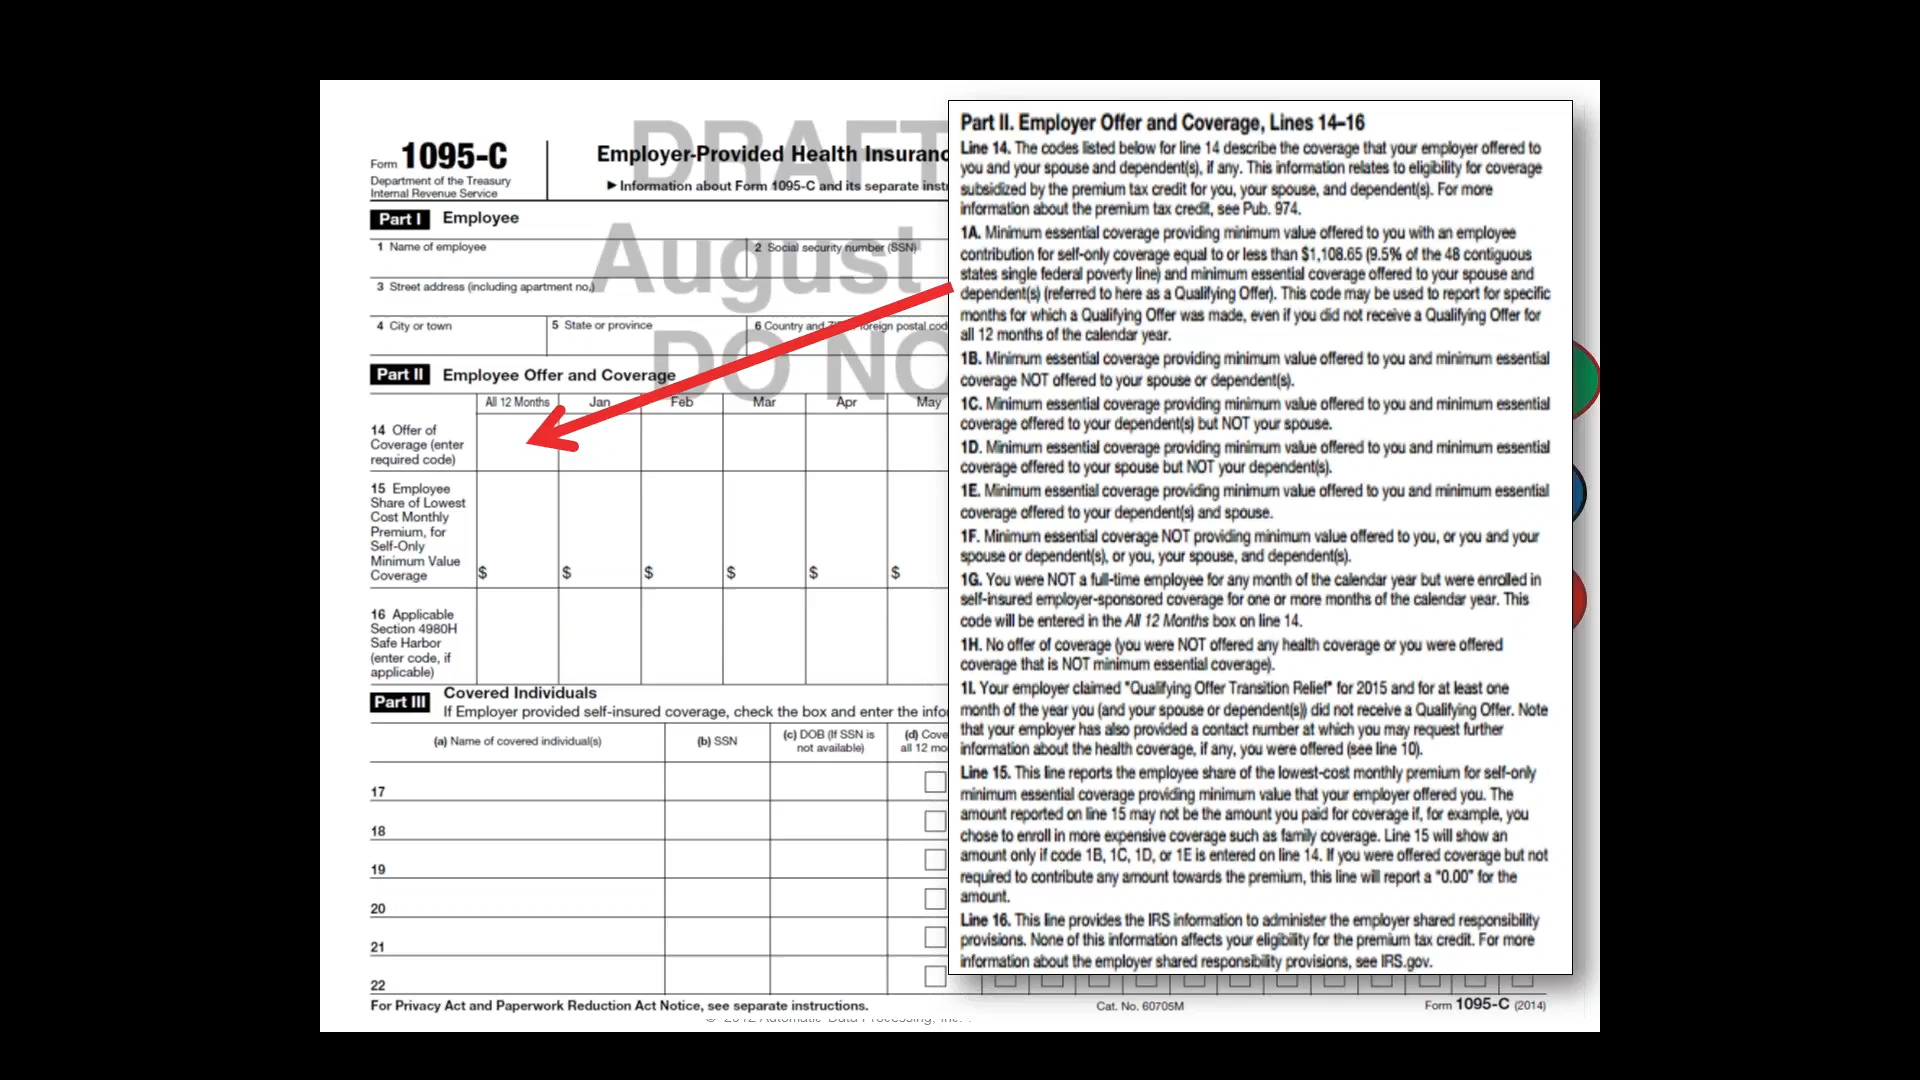 DRAFT
August
DO NO
Form 1095-C
Department of the Treasury
Internal Revenue Service
Employer-Provided Health Insuranc
▶ Information about Form 1095-C and its separate inst
Part I Employee
1 Name of employee
2 Social security number (SSN)
3 Street address (including apartment no.)
4 City or town
5 State or province
6 Country and
foreign postal cod
Part II Employee Offer and Coverage
All 12 Months Jan Feb Mar Apr May
14 Offer of
Coverage (enter
required code)
15 Employee
Share of Lowest
Cost Monthly
Premium, for
Self-Only
Minimum Value
Coverage
$ $ $ $ $ $
16 Applicable
Section 4980H
Safe Harbor
(enter code, if
applicable)
Part III Covered Individuals
If Employer provided self-insured coverage, check the box and enter the info
(a) Name of covered individual(s)
(b) SSN
(c) DOB (If SSN is
not available)
(d) Cove
all 12 mo
17
18
19
20
21
22
For Privacy Act and Paperwork Reduction Act Notice, see separate instructions.
Cat. No. 60705M
Form 1095-C (2014)
Part II. Employer Offer and Coverage, Lines 14–16
Line 14. The codes listed below for line 14 describe the coverage that your employer offered to
you and your spouse and dependent(s), if any. This information relates to eligibility for coverage
subsidized by the premium tax credit for you, your spouse, and dependent(s). For more
information about the premium tax credit, see Pub. 974.
1A. Minimum essential coverage providing minimum value offered to you with an employee
contribution for self-only coverage equal to or less than $1,108.65 (9.5% of the 48 contiguous
states single federal poverty line) and minimum essential coverage offered to your spouse and
dependent(s) (referred to here as a Qualifying Offer). This code may be used to report for specific
months for which a Qualifying Offer was made, even if you did not receive a Qualifying Offer for
all 12 months of the calendar year.
1B. Minimum essential coverage providing minimum value offered to you and minimum essential
coverage NOT offered to your spouse or dependent(s).
1C. Minimum essential coverage providing minimum value offered to you and minimum essential
coverage offered to your dependent(s) but NOT your spouse.
1D. Minimum essential coverage providing minimum value offered to you and minimum essential
coverage offered to your spouse but NOT your dependent(s).
1E. Minimum essential coverage providing minimum value offered to you and minimum essential
coverage offered to your dependent(s) and spouse.
1F. Minimum essential coverage NOT providing minimum value offered to you, or you and your
spouse or dependent(s), or you, your spouse, and dependent(s).
1G. You were NOT a full-time employee for any month of the calendar year but were enrolled in
self-insured employer-sponsored coverage for one or more months of the calendar year. This
code will be entered in the All 12 Months box on line 14.
1H. No offer of coverage (you were NOT offered any health coverage or you were offered
coverage that is NOT minimum essential coverage).
1I. Your employer claimed "Qualifying Offer Transition Relief" for 2015 and for at least one
month of the year you (and your spouse or dependent(s)) did not receive a Qualifying Offer. Note
that your employer has also provided a contact number at which you may request further
information about the health coverage, if any, you were offered (see line 10).
Line 15. This line reports the employee share of the lowest-cost monthly premium for self-only
minimum essential coverage providing minimum value that your employer offered you. The
amount reported on line 15 may not be the amount you paid for coverage if, for example, you
chose to enroll in more expensive coverage such as family coverage. Line 15 will show an
amount only if code 1B, 1C, 1D, or 1E is entered on line 14. If you were offered coverage but not
required to contribute any amount towards the premium, this line will report a "0.00" for the
amount.
Line 16. This line provides the IRS information to administer the employer shared responsibility
provisions. None of this information affects your eligibility for the premium tax credit. For more
information about the employer shared responsibility provisions, see IRS.gov.